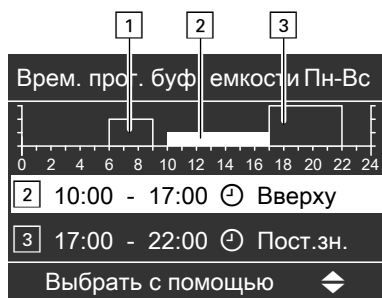 1 2 3
Врем. прог. буф. емкости Пн-Вс
0 2 4 6 8 10 12 14 16 18 20 22 24
2 10:00 - 17:00 Вверху
3 17:00 - 22:00 Пост.зн.
Выбрать с помощью